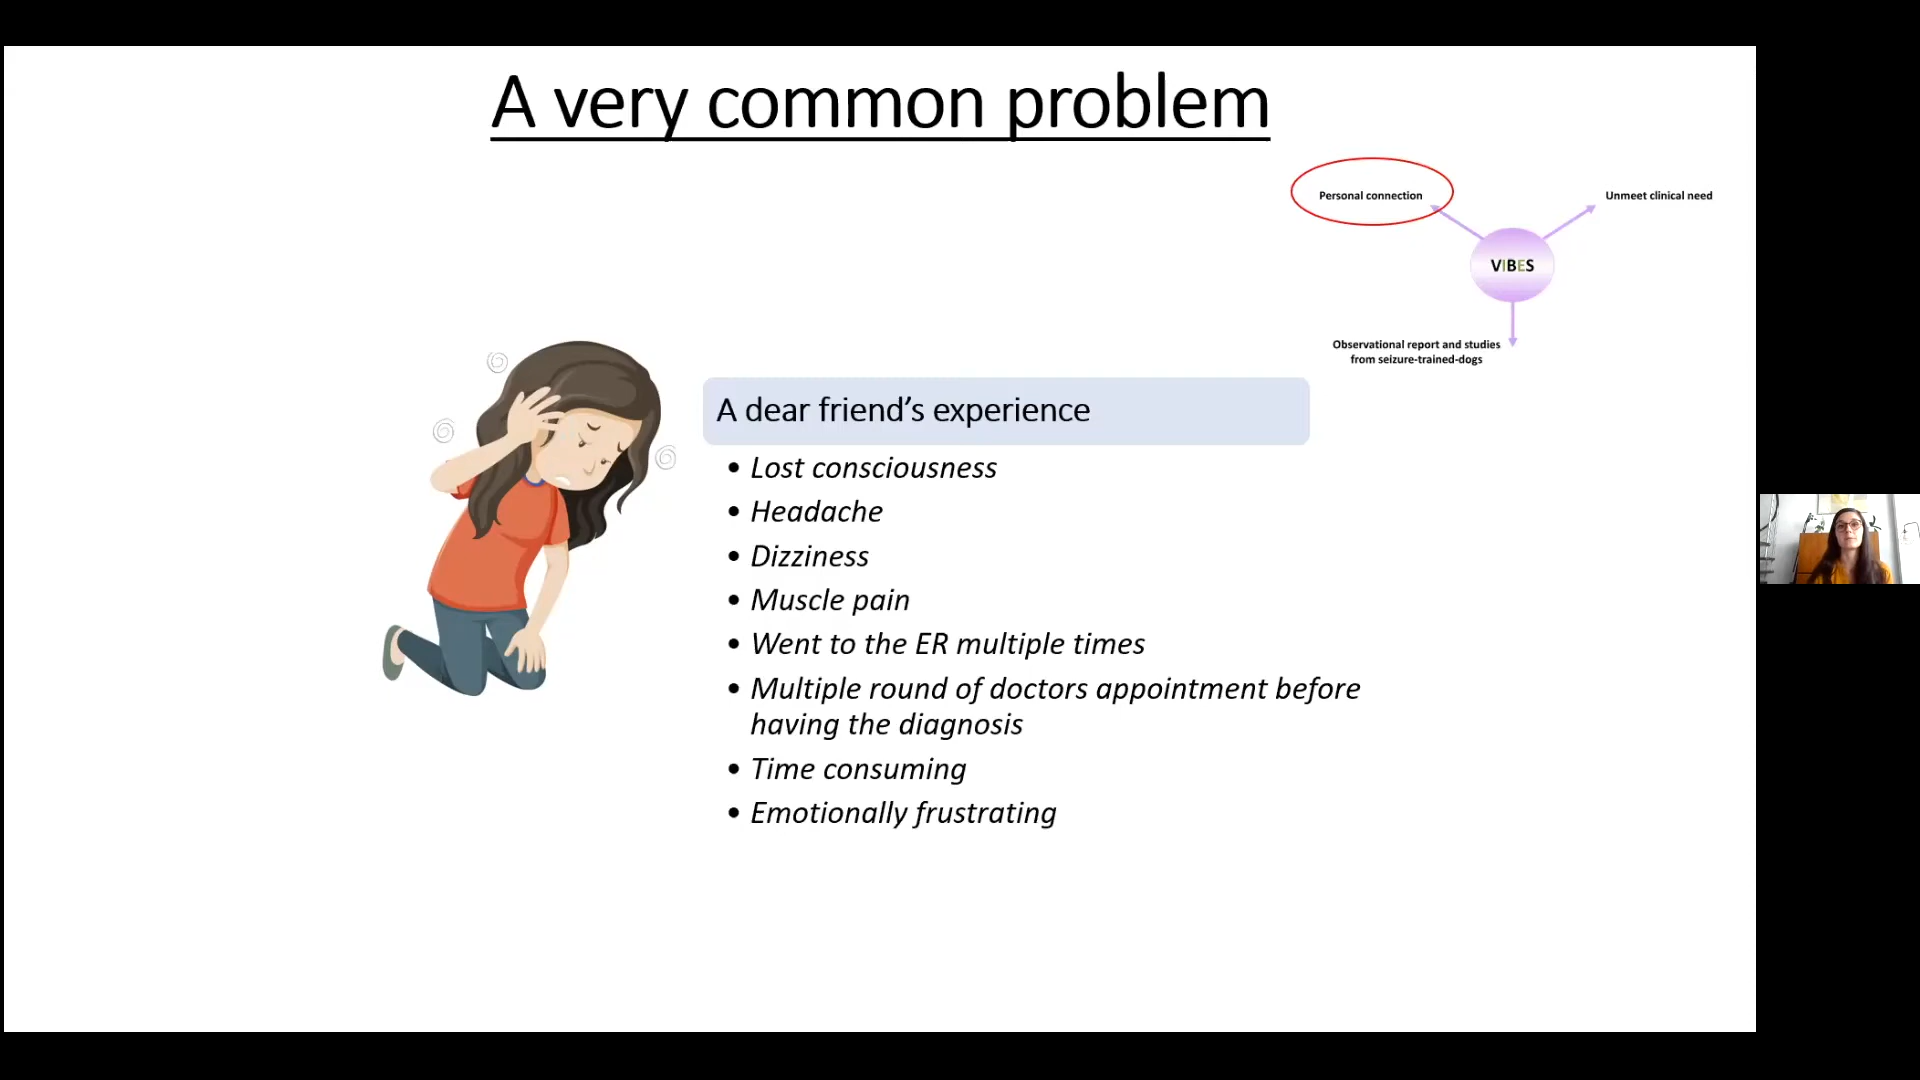 A very common problem
Personal connection
Unmeet clinical need
VIBES
Observational report and studies
from seizure-trained-dogs
A dear friend’s experience
• Lost consciousness
• Headache
• Dizziness
• Muscle pain
• Went to the ER multiple times
• Multiple round of doctors appointment before
having the diagnosis
• Time consuming
• Emotionally frustrating